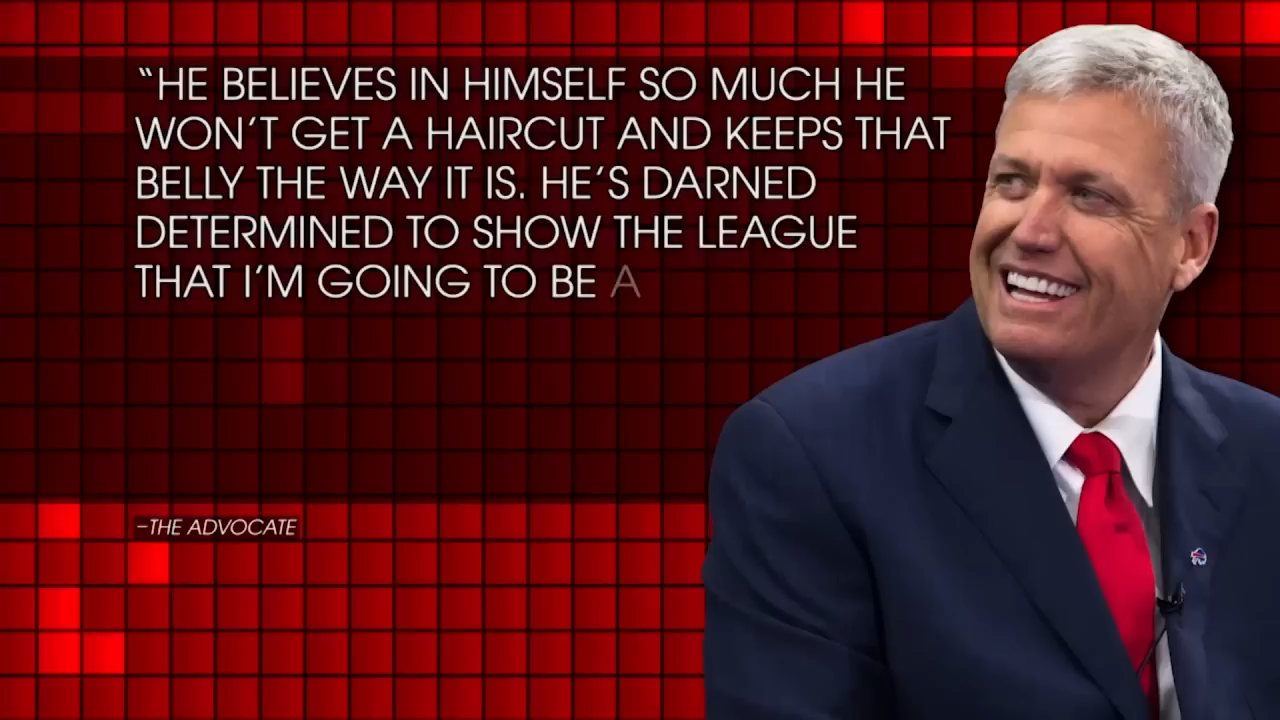 “HE BELIEVES IN HIMSELF SO MUCH HE
WON’T GET A HAIRCUT AND KEEPS THAT
BELLY THE WAY IT IS. HE’S DARNED
DETERMINED TO SHOW THE LEAGUE
THAT I’M GOING TO BE A
–THE ADVOCATE